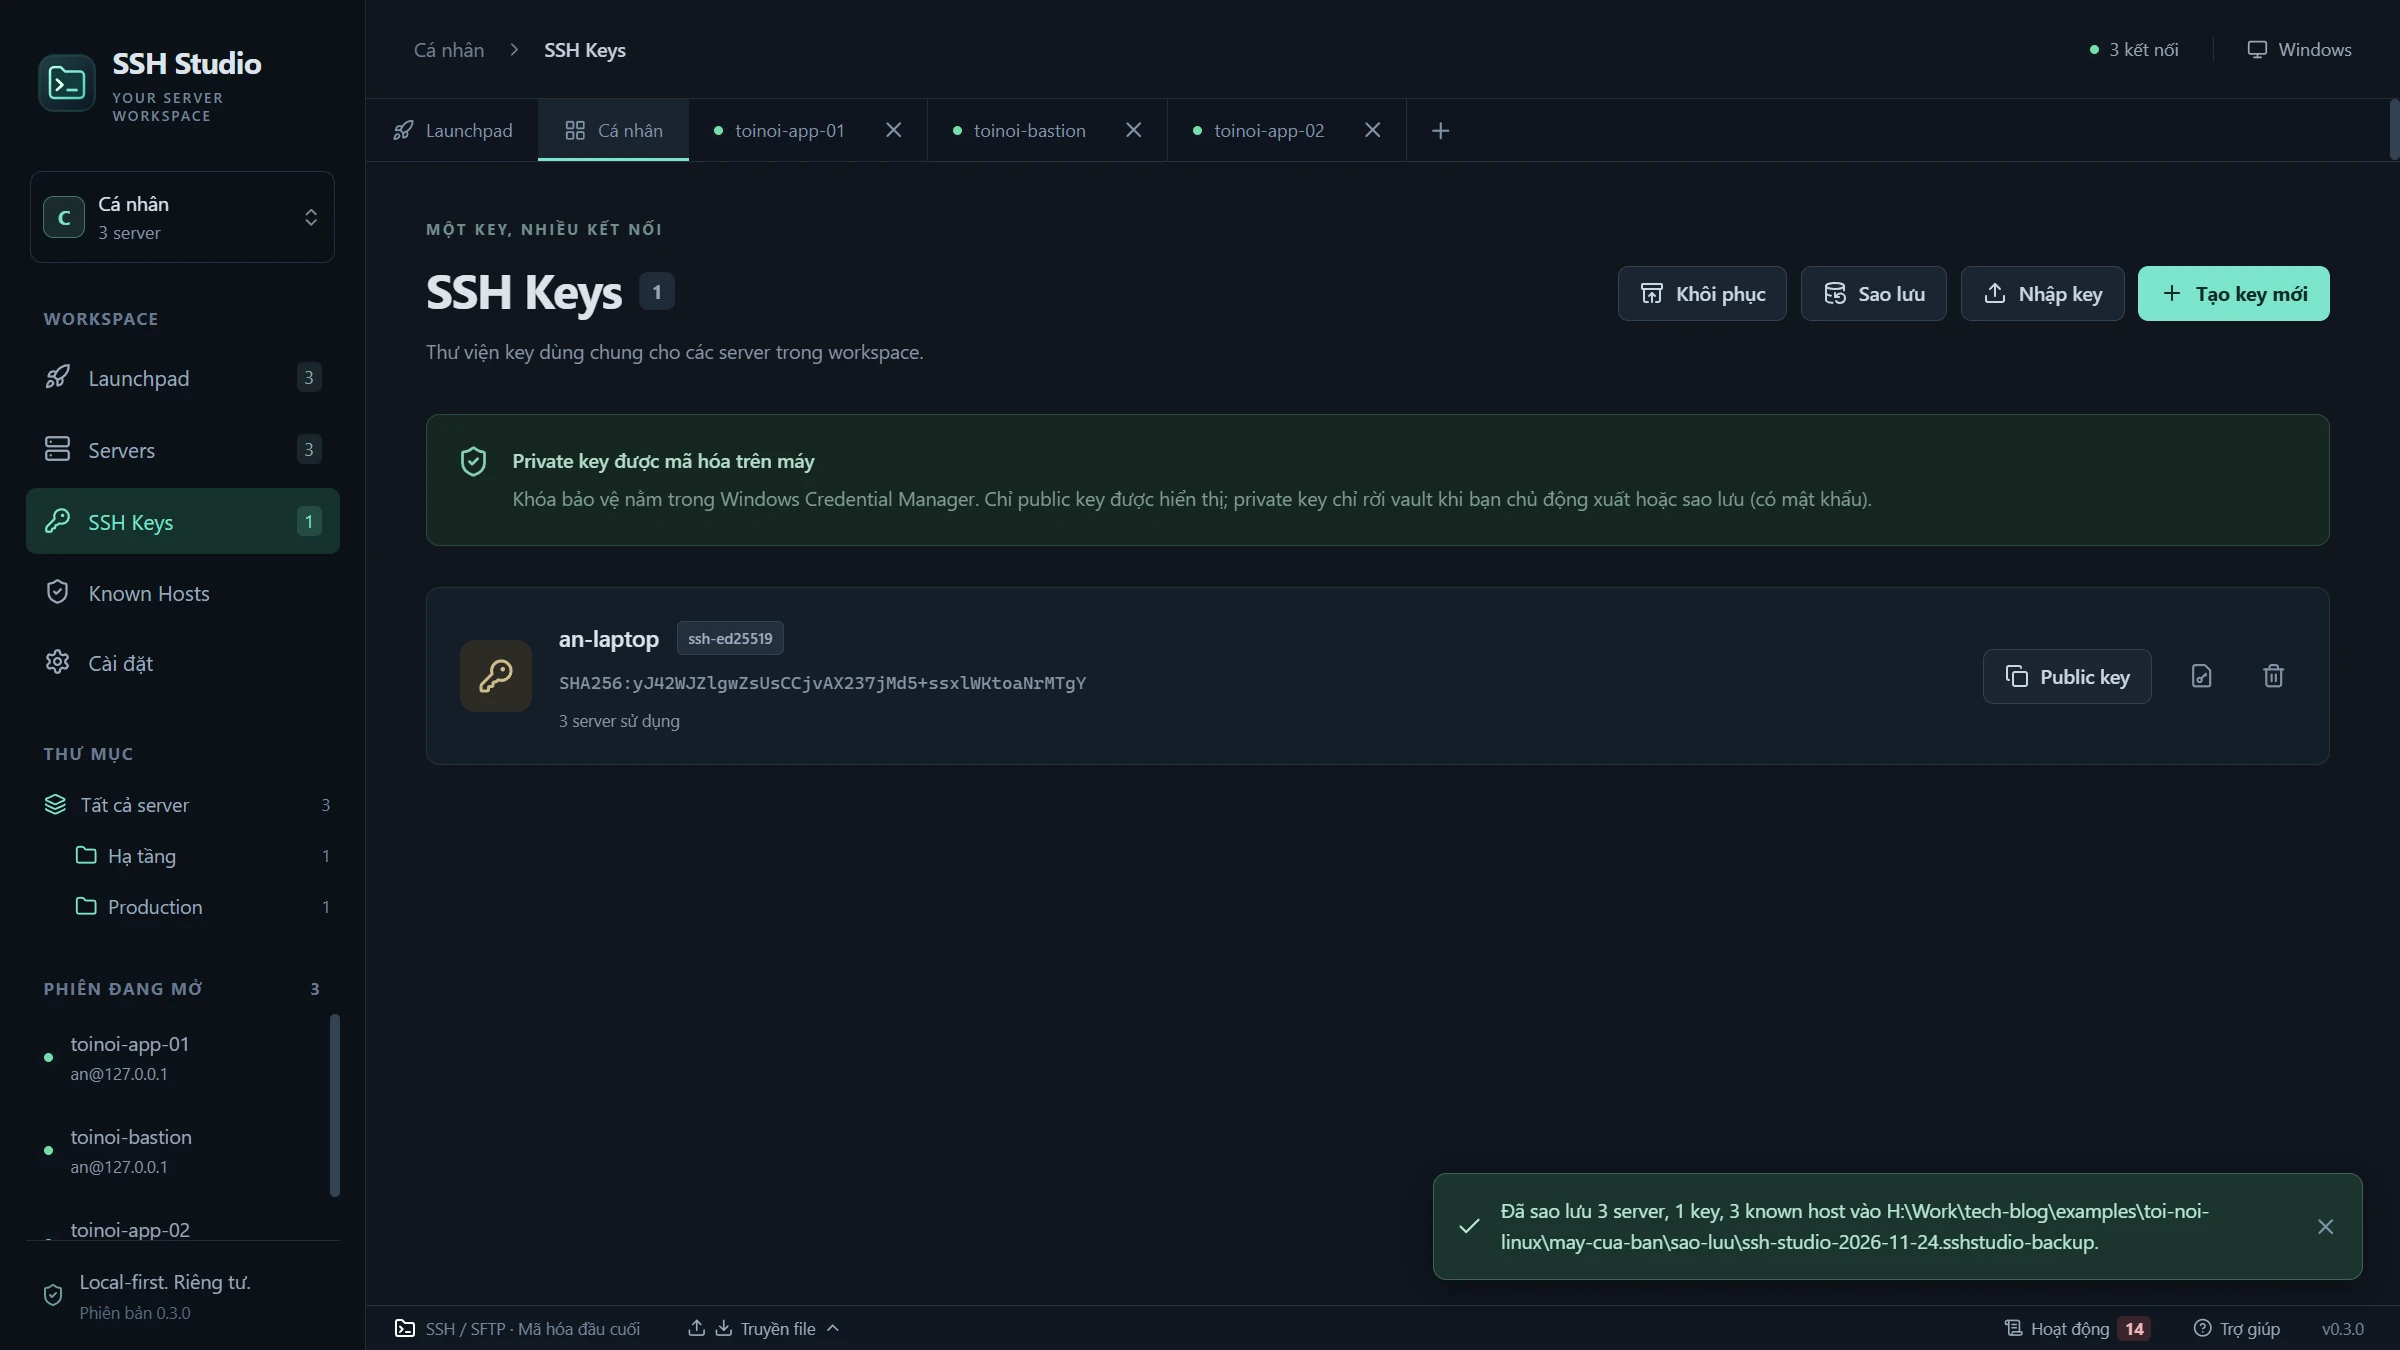 SSH Studio
YOUR SERVER
WORKSPACE
C
Cá nhân
3 server
WORKSPACE
Launchpad 3
Servers 3
SSH Keys 1
Known Hosts
Cài đặt
THƯ MỤC
Tất cả server 3
Hạ tầng 1
Production 1
PHIÊN ĐANG MỞ 3
toinoi-app-01
an@127.0.0.1
toinoi-bastion
an@127.0.0.1
toinoi-app-02
Local-first. Riêng tư.
Phiên bản 0.3.0
Cá nhân > SSH Keys
3 kết nối
Windows
Launchpad
Cá nhân
toinoi-app-01
toinoi-bastion
toinoi-app-02
MỘT KEY, NHIỀU KẾT NỐI
SSH Keys 1
Thư viện key dùng chung cho các server trong workspace.
Khôi phục
Sao lưu
Nhập key
Tạo key mới
Private key được mã hóa trên máy
Khóa bảo vệ nằm trong Windows Credential Manager. Chỉ public key được hiển thị; private key chỉ rời vault khi bạn chủ động xuất hoặc sao lưu (có mật khẩu).
an-laptop ssh-ed25519
SHA256:yJ42WJZlgwZsUsCCjvAX237jMd5+ssxlWKtoaNrMTgY
3 server sử dụng
Public key
Đã sao lưu 3 server, 1 key, 3 known host vào H:\Work\tech-blog\examples\toi-noi-
linux\may-cua-ban\sao-luu\ssh-studio-2026-11-24.sshstudio-backup.
SSH / SFTP · Mã hóa đầu cuối
Truyền file
Hoạt động 14
Trợ giúp
v0.3.0